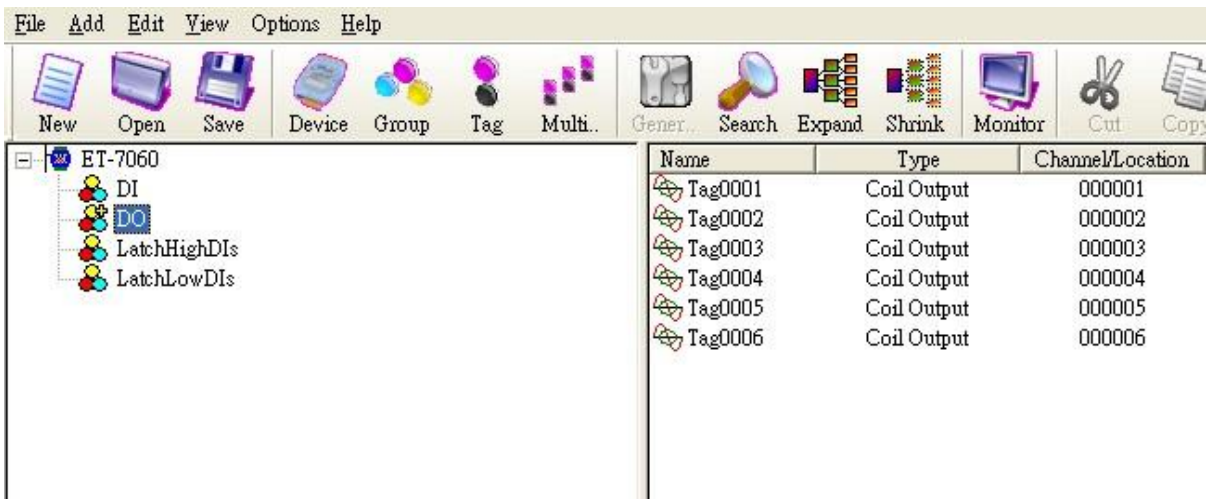 File Add Edit View Options Help
New Open Save Device Group Tag Multi.. Gener.. Search Expand Shrink Monitor Cut Copy
ET-7060
DI
DO
LatchHighDIs
LatchLowDIs
Name Type Channel/Location
Tag0001 Coil Output 000001
Tag0002 Coil Output 000002
Tag0003 Coil Output 000003
Tag0004 Coil Output 000004
Tag0005 Coil Output 000005
Tag0006 Coil Output 000006